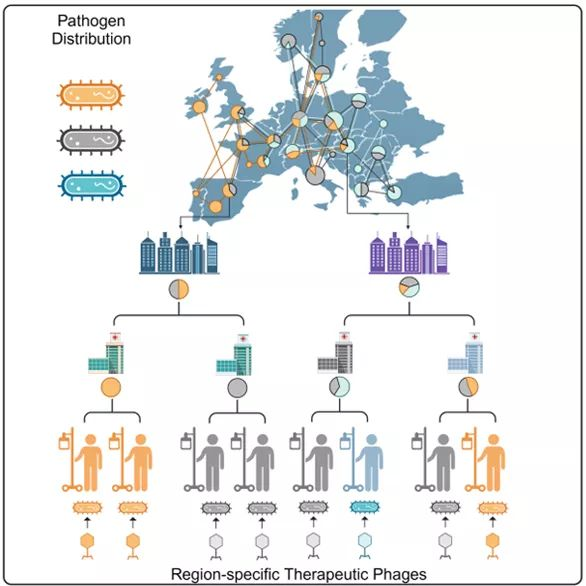 Pathogen
Distribution
Region-specific Therapeutic Phages